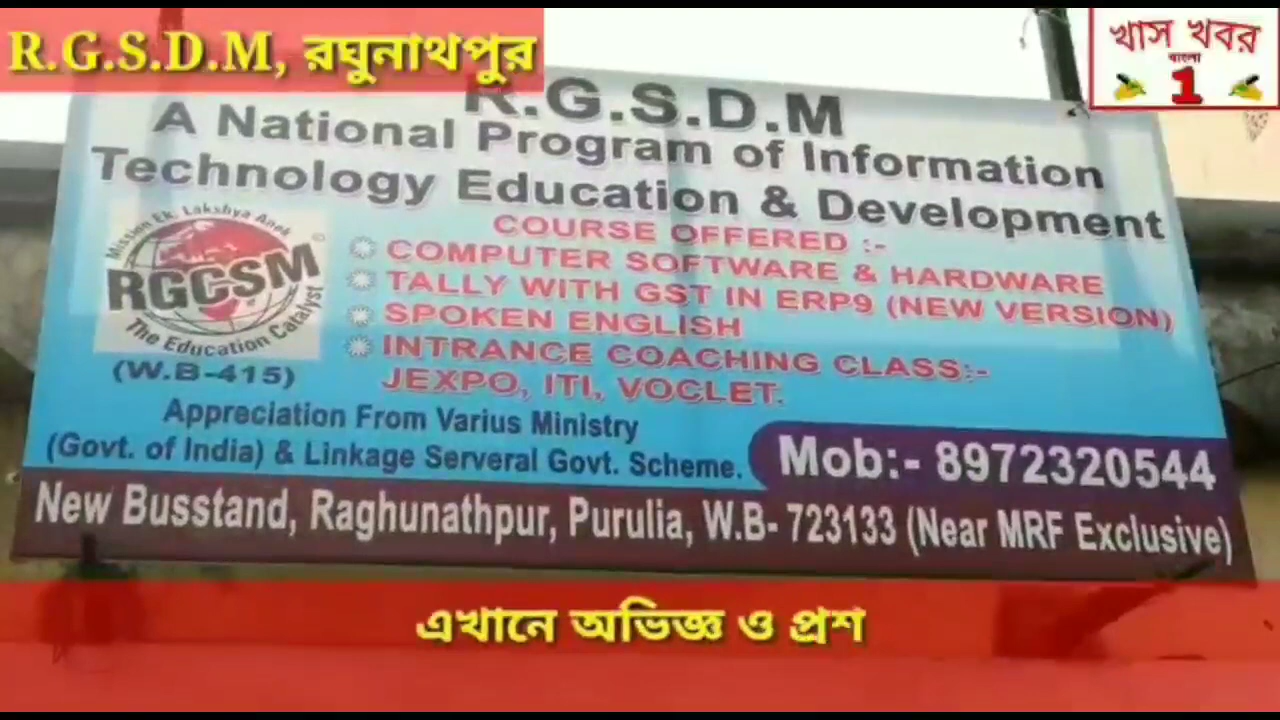 R.G.S.D.M, রঘুনাথপুর
খাস খবর
বাংলা
1
R.G.S.D.M
A National Program of Information
Technology Education & Development
Mission Ek, Lakshya Anek
RGCSM
The Education Catalyst
(W.B-415)
COURSE OFFERED :-
COMPUTER SOFTWARE & HARDWARE
TALLY WITH GST IN ERP9 (NEW VERSION)
SPOKEN ENGLISH
INTRANCE COACHING CLASS:-
JEXPO, ITI, VOCLET.
Appreciation From Varius Ministry
(Govt. of India) & Linkage Serveral Govt. Scheme.
Mob:- 8972320544
New Busstand, Raghunathpur, Purulia, W.B- 723133 (Near MRF Exclusive)
এখানে অভিজ্ঞ ও প্রশ